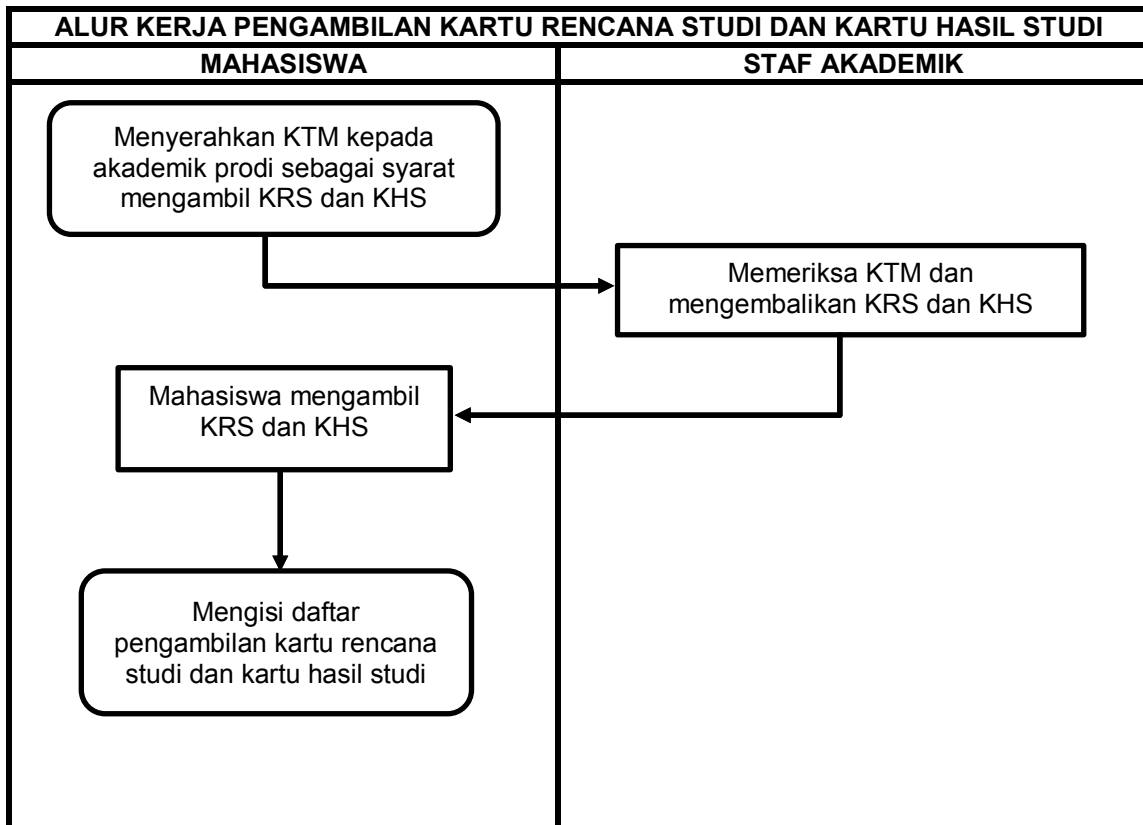 ALUR KERJA PENGAMBILAN KARTU RENCANA STUDI DAN KARTU HASIL STUDI
MAHASISWA
STAF AKADEMIK
Menyerahkan KTM kepada
akademik prodi sebagai syarat
mengambil KRS dan KHS
Memeriksa KTM dan
mengembalikan KRS dan KHS
Mahasiswa mengambil
KRS dan KHS
Mengisi daftar
pengambilan kartu rencana
studi dan kartu hasil studi